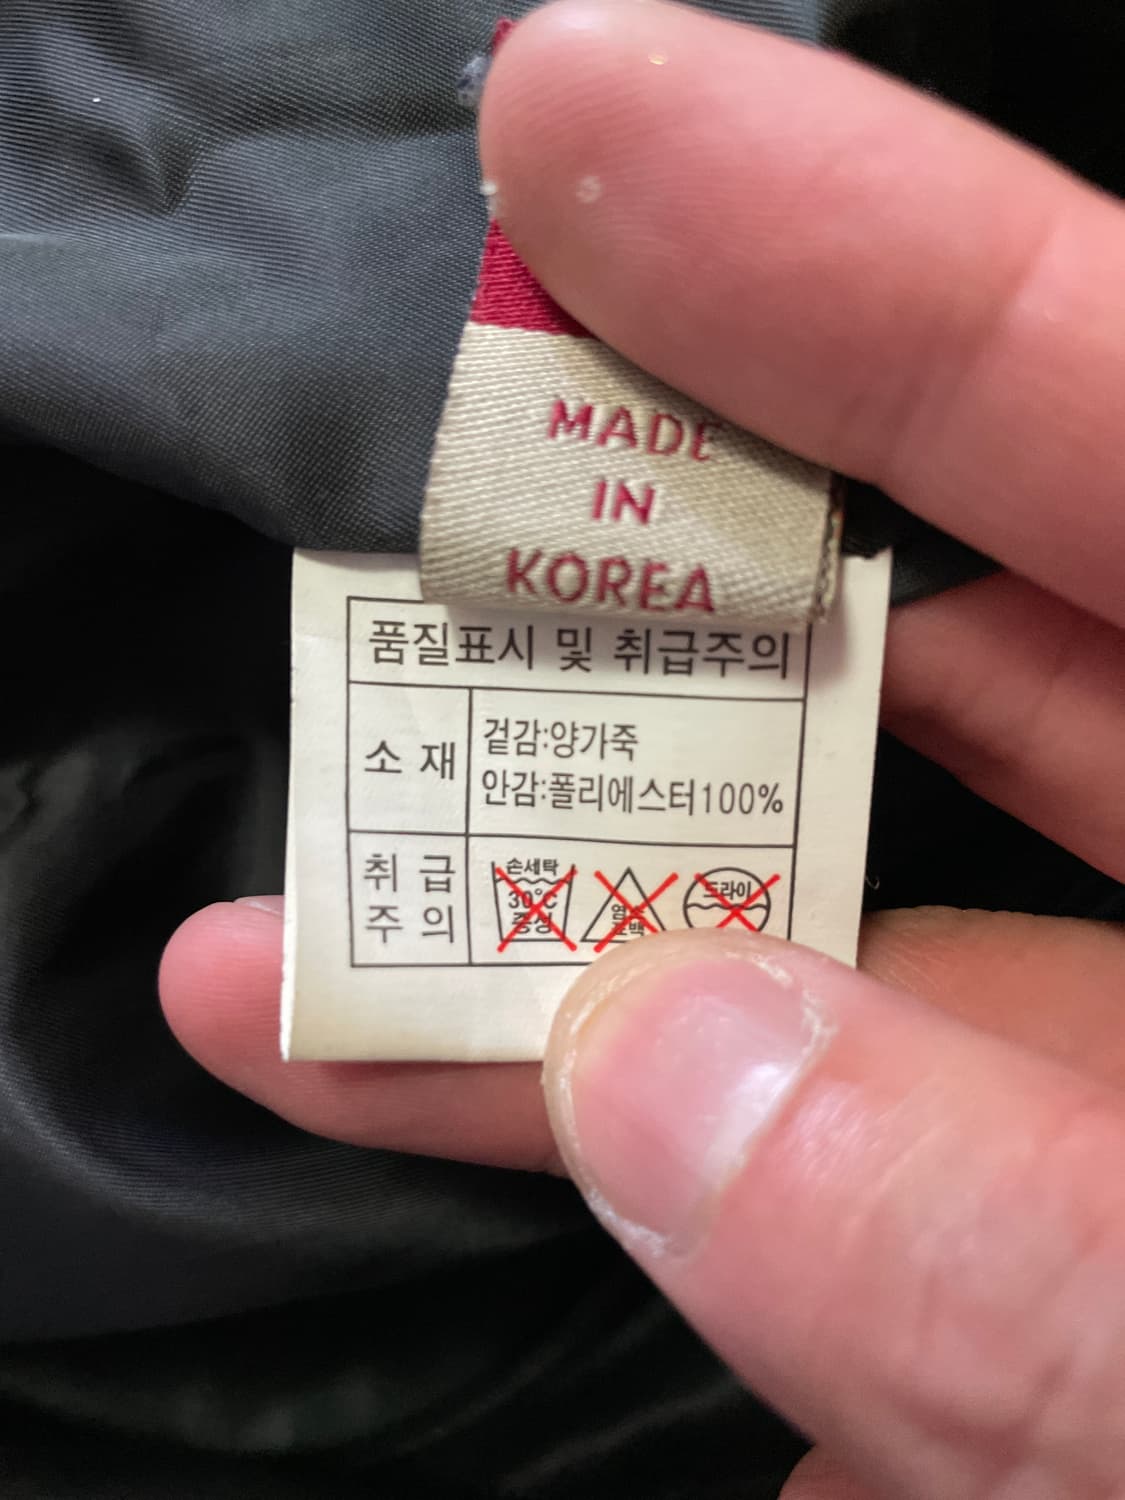 MADE
IN
KOREA
품질표시 및 취급주의
소 재
겉감:양가죽
안감:폴리에스터100%
취 급
주 의
손세탁
30°C
중성
드라이